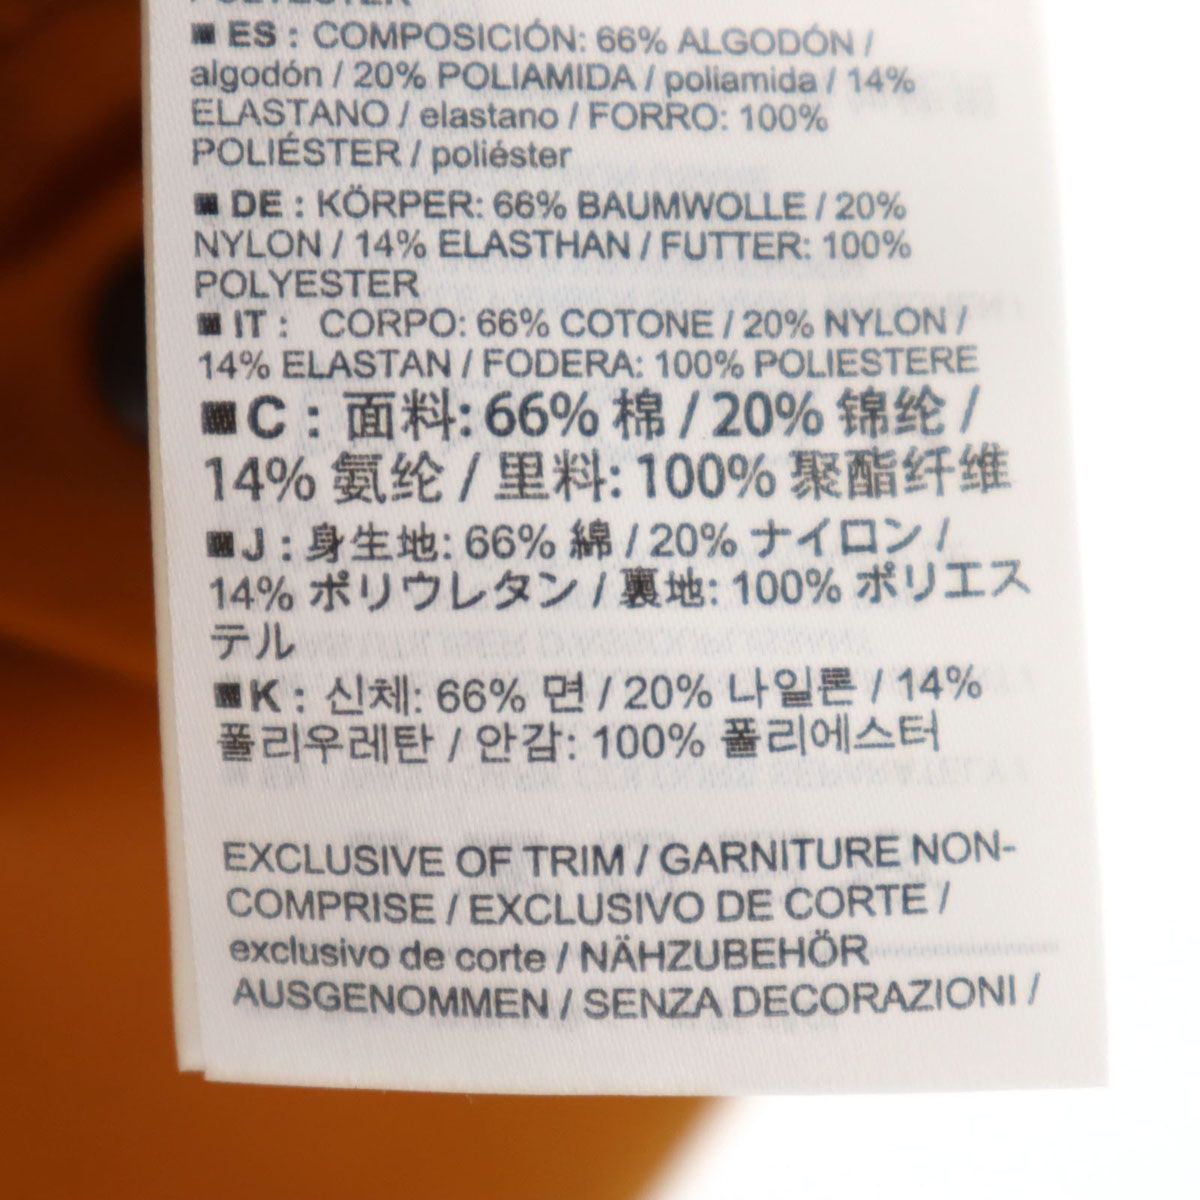 POLYESTER
■ ES : COMPOSICIÓN: 66% ALGODÓN /
algodón / 20% POLIAMIDA / poliamida / 14%
ELASTANO / elastano / FORRO: 100%
POLIÉSTER / poliéster
■ DE : KÖRPER: 66% BAUMWOLLE / 20%
NYLON / 14% ELASTHAN / FUTTER: 100%
POLYESTER
■ IT : CORPO: 66% COTONE / 20% NYLON /
14% ELASTAN / FODERA: 100% POLIESTERE
■ C : 面料: 66% 棉 / 20% 锦纶 /
14% 氨纶 / 里料: 100% 聚酯纤维
■ J : 身生地: 66% 綿 / 20% ナイロン /
14% ポリウレタン / 裏地: 100% ポリエス
テル
■ K : 신체: 66% 면 / 20% 나일론 / 14%
폴리우레탄 / 안감: 100% 폴리에스터
EXCLUSIVE OF TRIM / GARNITURE NON-
COMPRISE / EXCLUSIVO DE CORTE /
exclusivo de corte / NÄHZUBEHÖR
AUSGENOMMEN / SENZA DECORAZIONI /